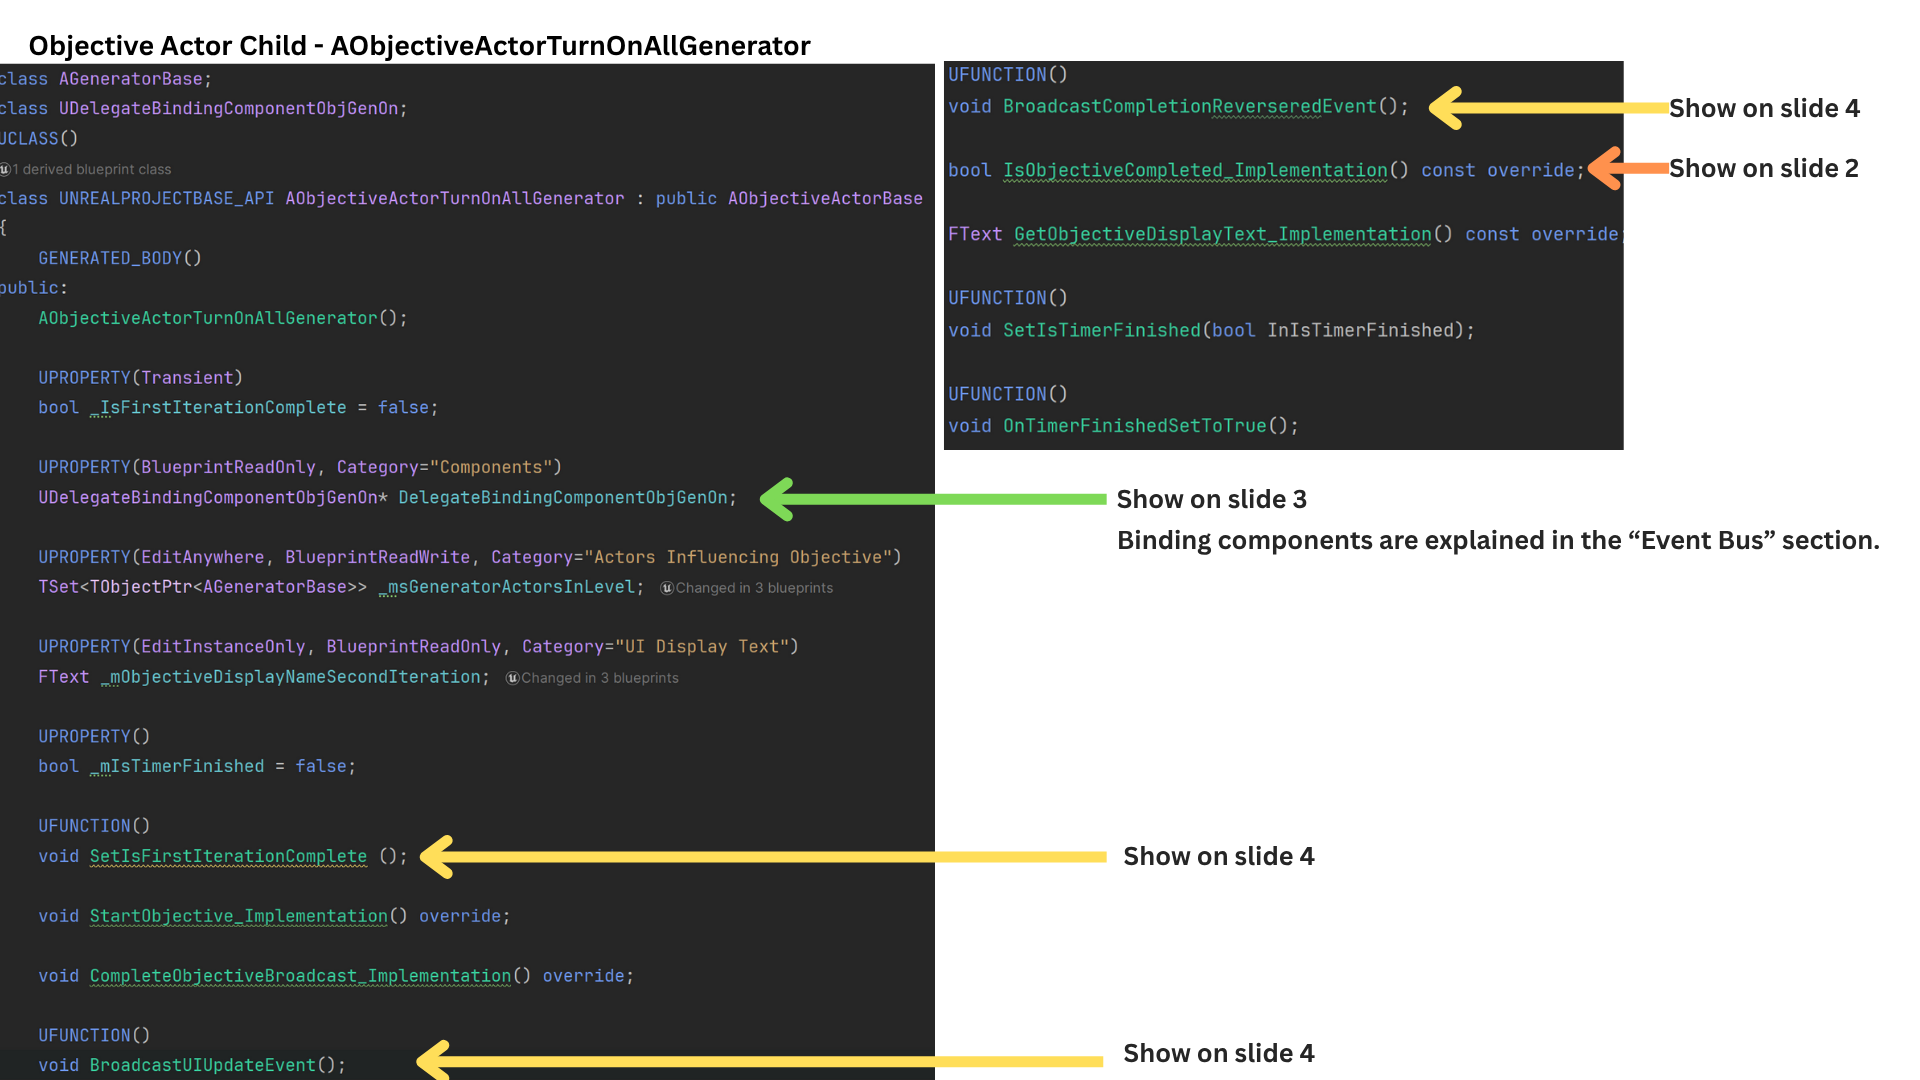 Objective Actor Child - AObjectiveActorTurnOnAllGenerator
class AGeneratorBase;
class UDelegateBindingComponentObjGenOn;
UCLASS()
1 derived blueprint class
class UNREALPROJECTBASE_API AObjectiveActorTurnOnAllGenerator : public AObjectiveActorBase
{
GENERATED_BODY()
public:
AObjectiveActorTurnOnAllGenerator();
UPROPERTY(Transient)
bool _IsFirstIterationComplete = false;
UPROPERTY(BlueprintReadOnly, Category="Components")
UDelegateBindingComponentObjGenOn* DelegateBindingComponentObjGenOn;
UPROPERTY(EditAnywhere, BlueprintReadWrite, Category="Actors Influencing Objective")
TSet<TObjectPtr<AGeneratorBase>> _msGeneratorActorsInLevel; Changed in 3 blueprints
UPROPERTY(EditInstanceOnly, BlueprintReadOnly, Category="UI Display Text")
FText _mObjectiveDisplayNameSecondIteration; Changed in 3 blueprints
UPROPERTY()
bool _mIsTimerFinished = false;
UFUNCTION()
void SetIsFirstIterationComplete ();
void StartObjective_Implementation() override;
void CompleteObjectiveBroadcast_Implementation() override;
UFUNCTION()
void BroadcastUIUpdateEvent();
UFUNCTION()
void BroadcastCompletionReverseredEvent();
bool IsObjectiveCompleted_Implementation() const override;
FText GetObjectiveDisplayText_Implementation() const override;
UFUNCTION()
void SetIsTimerFinished(bool InIsTimerFinished);
UFUNCTION()
void OnTimerFinishedSetToTrue();
Show on slide 4
Show on slide 2
Show on slide 3
Binding components are explained in the “Event Bus” section.
Show on slide 4
Show on slide 4